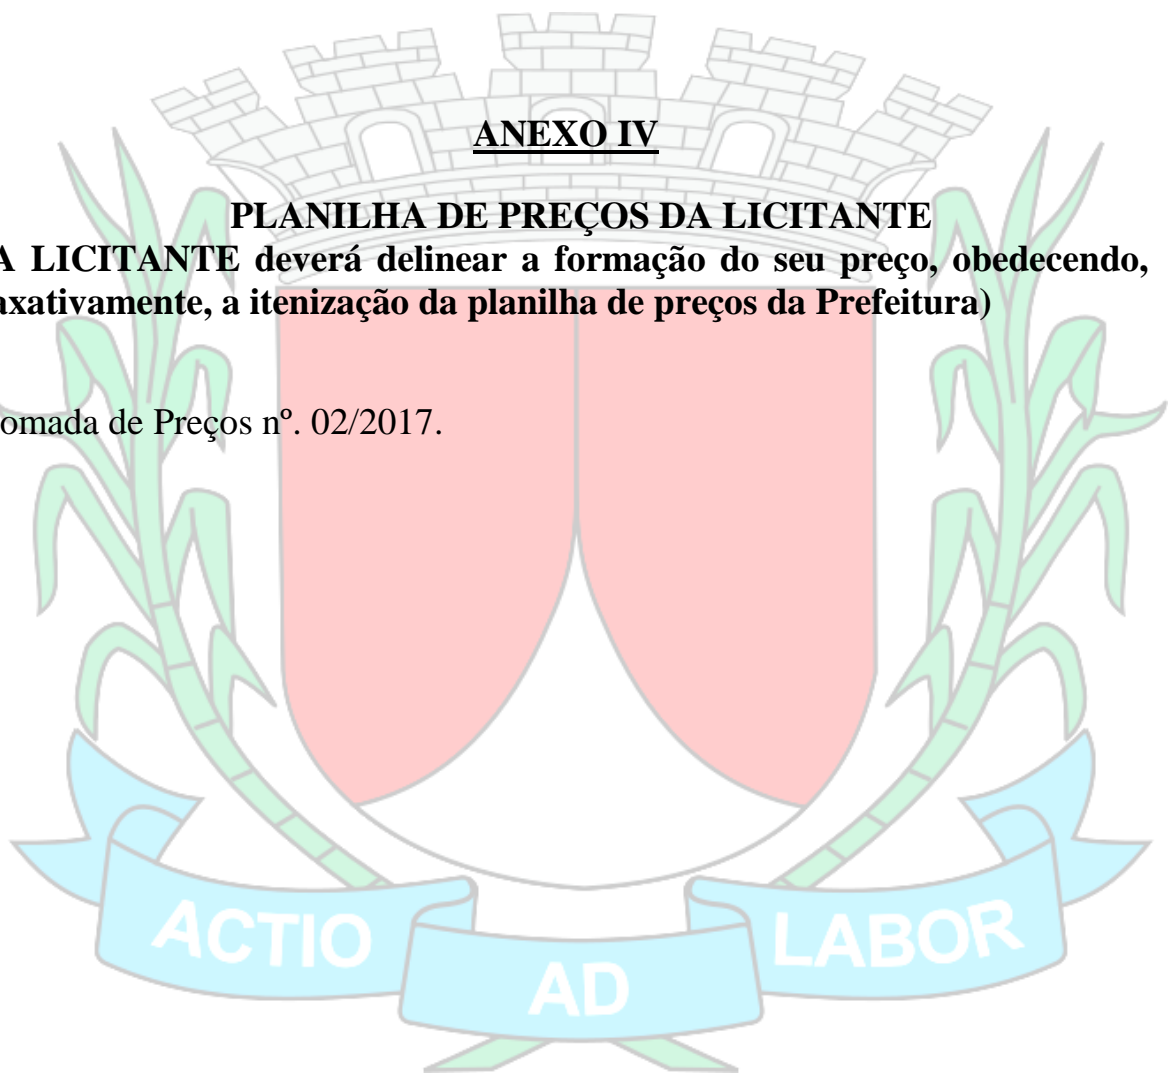 ANEXO IV
PLANILHA DE PREÇOS DA LICITANTE
A LICITANTE deverá delinear a formação do seu preço, obedecendo,
axativamente, a itenização da planilha de preços da Prefeitura)
omada de Preços nº. 02/2017.
ACTIO
AD
LABOR